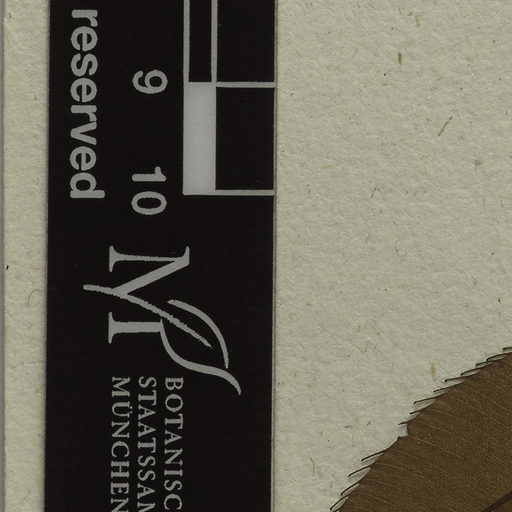 reserved
9 10
M
BOTANISC
STAATSSAM
MÜNCHEN